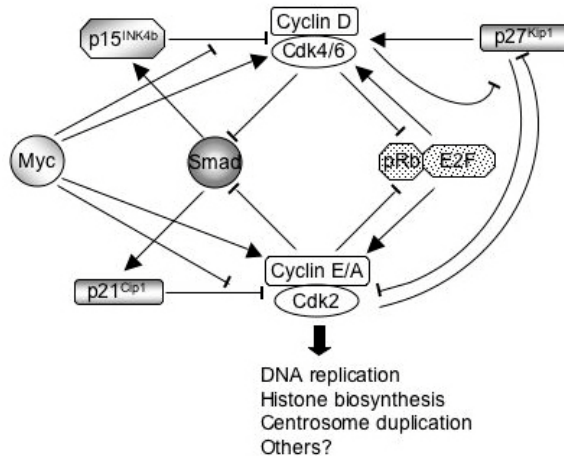 Cyclin D
Cdk4/6
p15INK4b
p27Kip1
Myc
Smad
pRb
E2F
Cyclin E/A
Cdk2
p21Cip1
DNA replication
Histone biosynthesis
Centrosome duplication
Others?